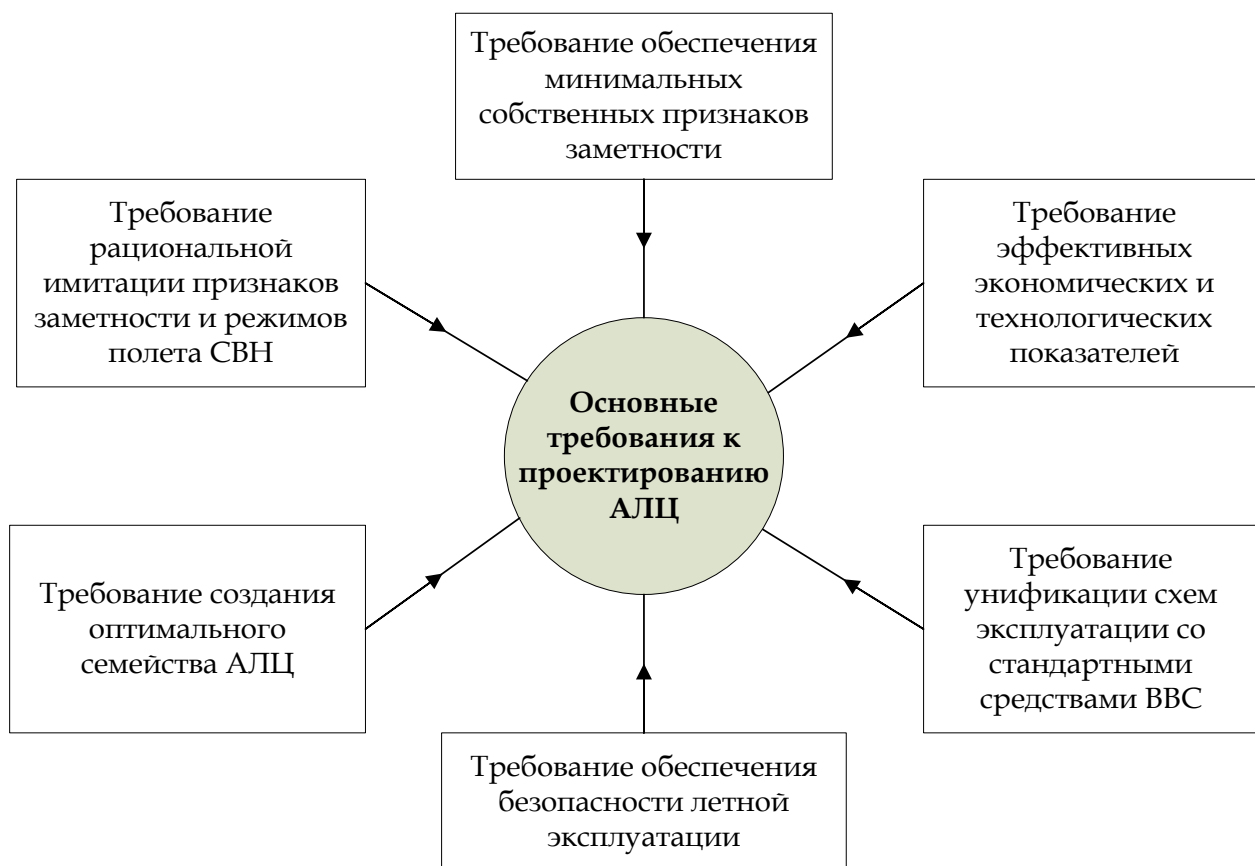 Требование обеспечения
минимальных
собственных признаков
заметности
Требование
рациональной
имитации признаков
заметности и режимов
полета СВН
Требование
эффективных
экономических и
технологических
показателей
Основные
требования к
проектированию
АЛЦ
Требование создания
оптимального
семейства АЛЦ
Требование
унификации схем
эксплуатации со
стандартными
средствами ВВС
Требование обеспечения
безопасности летной
эксплуатации